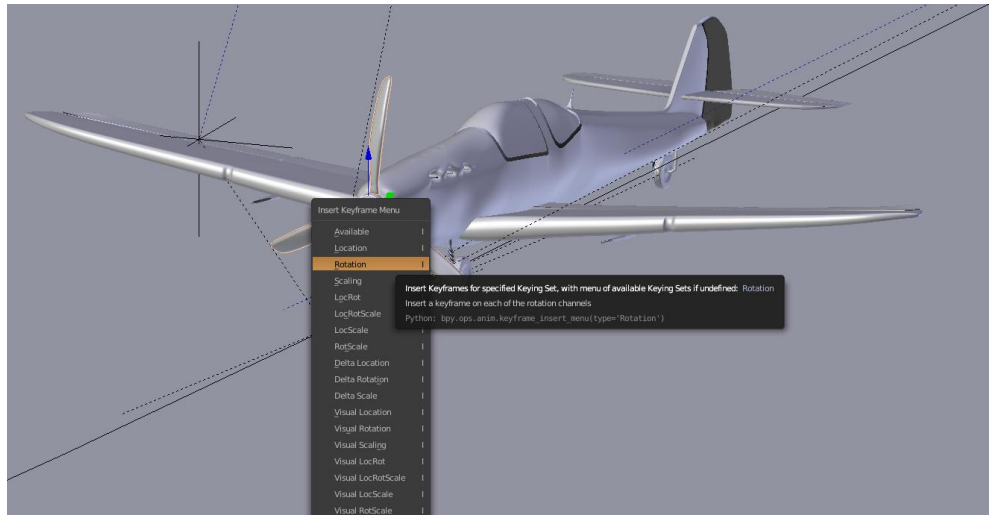 Insert Keyframe Menu
Available I
Location I
Rotation I
Scaling I
LocRot I
LocRotScale I
LocScale I
RotScale I
Delta Location I
Delta Rotation I
Delta Scale I
Visual Location I
Visual Rotation I
Visual Scaling I
Visual LocRot I
Visual LocRotScale I
Visual LocScale I
Visual RotScale I
Insert Keyframes for specified Keying Set, with menu of available Keying Sets if undefined: Rotation
Insert a keyframe on each of the rotation channels
Python: bpy.ops.anim.keyframe_insert_menu(type='Rotation')